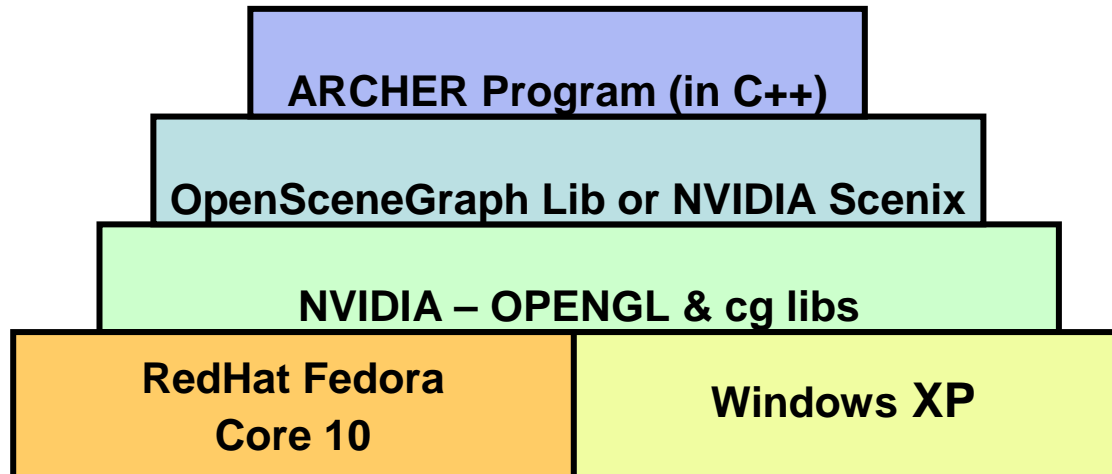 ARCHER Program (in C++)
OpenSceneGraph Lib or NVIDIA Scenix
NVIDIA – OPENGL & cg libs
RedHat Fedora
Core 10
Windows XP